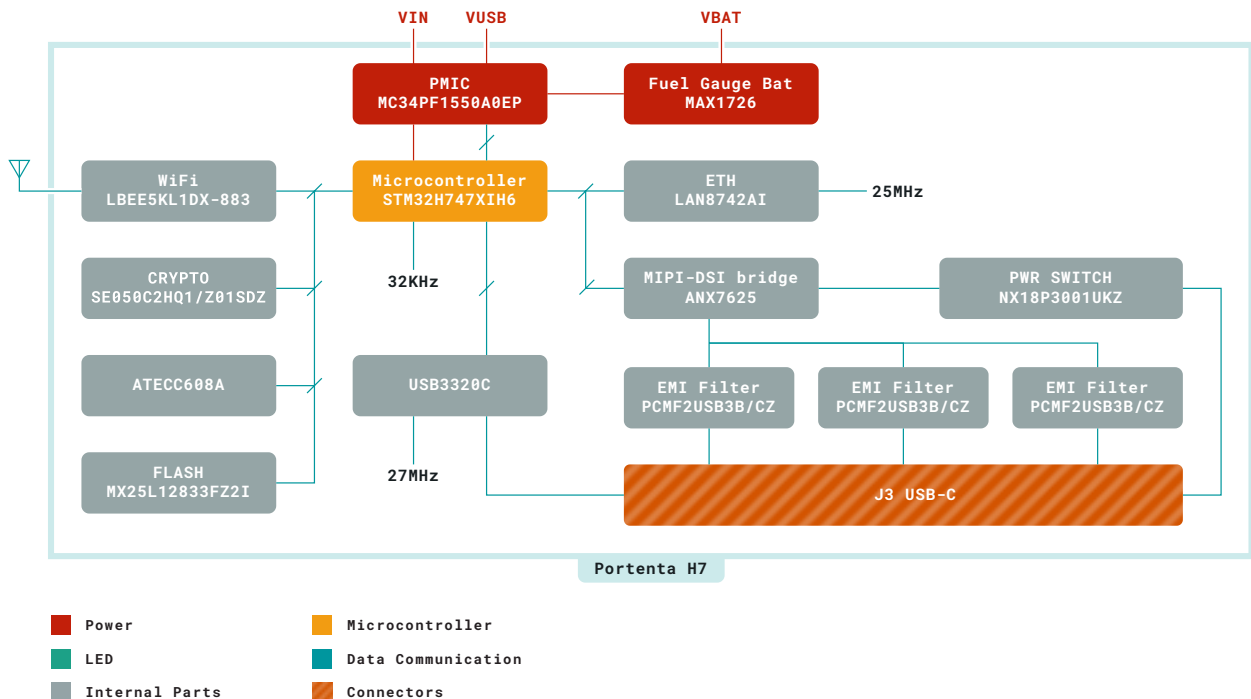 VIN
VUSB
VBAT
PMIC
MC34PF1550A0EP
Fuel Gauge Bat
MAX1726
WiFi
LBEE5KL1DX-883
Microcontroller
STM32H747XIH6
ETH
LAN8742AI
25MHz
CRYPTO
SE050C2HQ1/Z01SDZ
32KHz
MIPI-DSI bridge
ANX7625
PWR SWITCH
NX18P3001UKZ
ATECC608A
USB3320C
EMI Filter
PCMF2USB3B/CZ
EMI Filter
PCMF2USB3B/CZ
EMI Filter
PCMF2USB3B/CZ
FLASH
MX25L12833FZ2I
27MHz
J3 USB-C
Portenta H7
Power
Microcontroller
LED
Data Communication
Internal Parts
Connectors